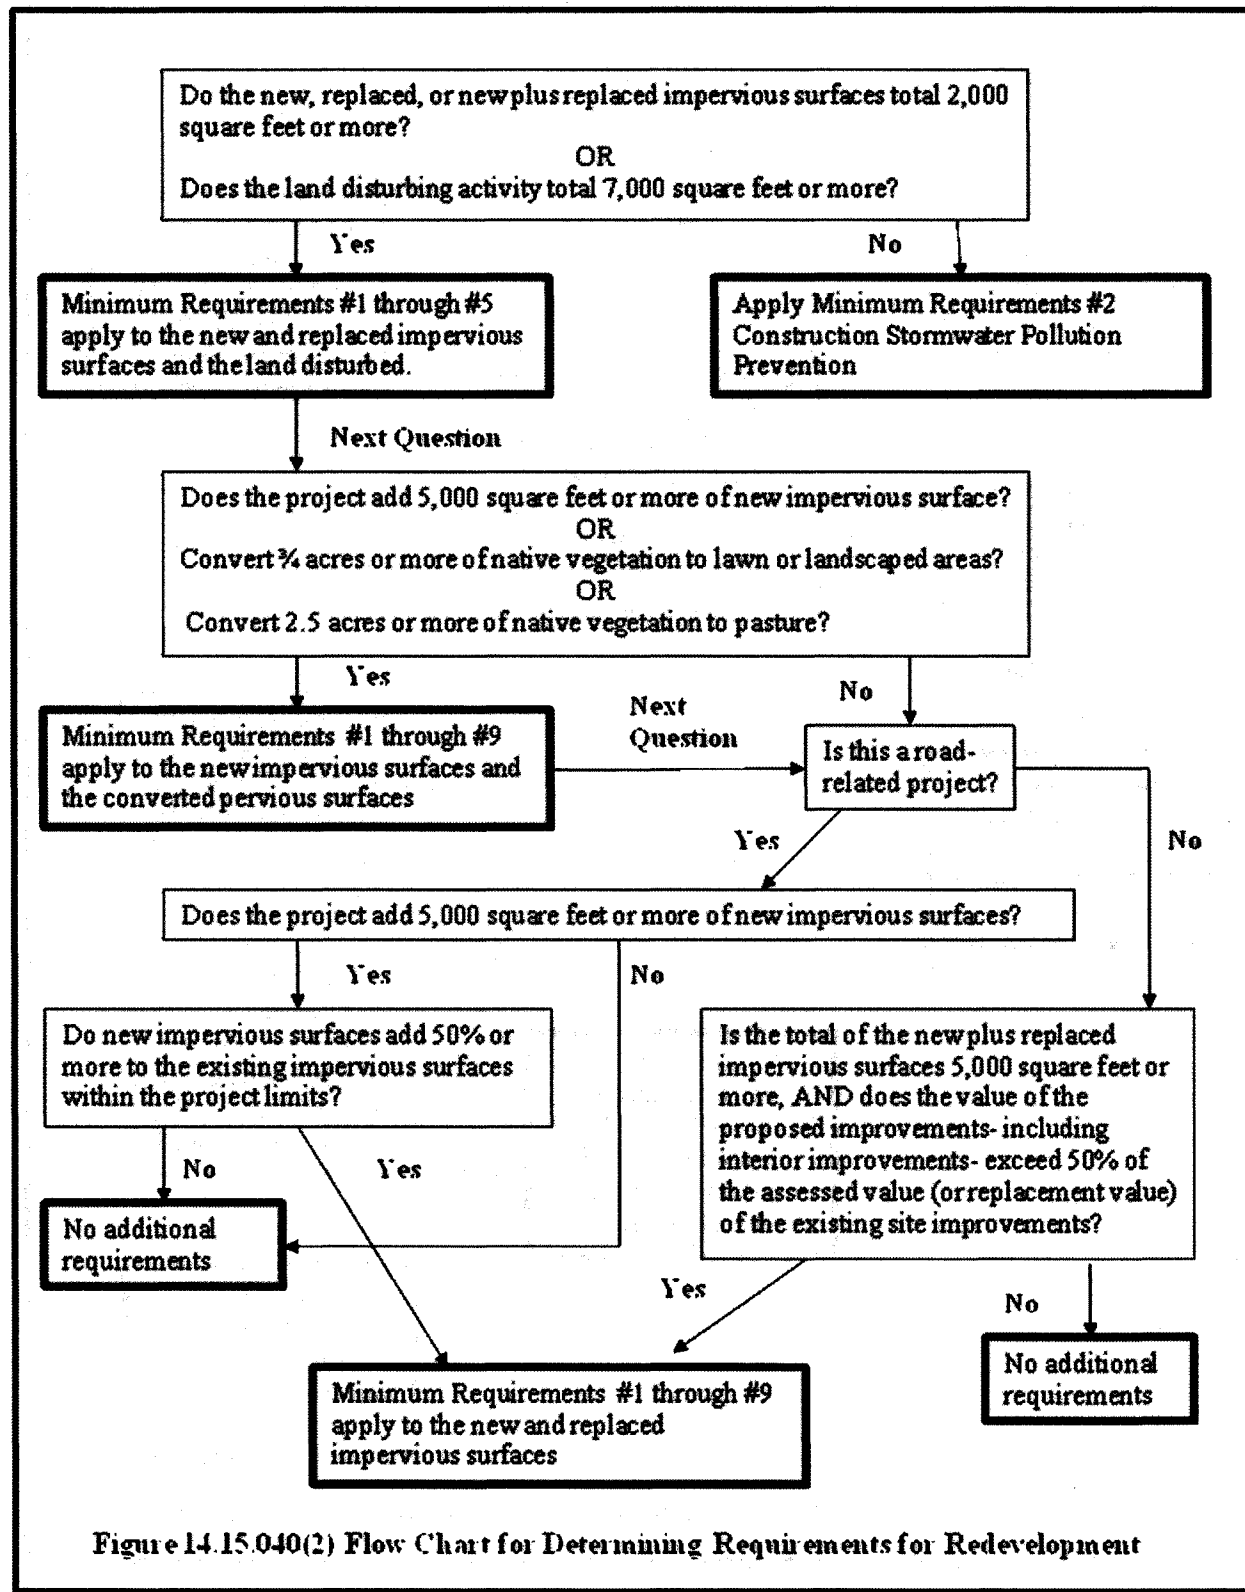 Do the new, replaced, or new plus replaced impervious surfaces total 2,000
square feet or more?
OR
Does the land disturbing activity total 7,000 square feet or more?
Yes
No
Minimum Requirements #1 through #5
apply to the new and replaced impervious
surfaces and the land disturbed.
Apply Minimum Requirements #2
Construction Stormwater Pollution
Prevention
Next Question
Does the project add 5,000 square feet or more of new impervious surface?
OR
Convert ¾ acres or more of native vegetation to lawn or landscaped areas?
OR
Convert 2.5 acres or more of native vegetation to pasture?
Yes
No
Minimum Requirements #1 through #9
apply to the new impervious surfaces and
the converted pervious surfaces
Next
Question
Is this a road-
related project?
Yes
No
Does the project add 5,000 square feet or more of new impervious surfaces?
Yes
No
Do new impervious surfaces add 50% or
more to the existing impervious surfaces
within the project limits?
Is the total of the new plus replaced
impervious surfaces 5,000 square feet or
more, AND does the value of the
proposed improvements- including
interior improvements- exceed 50% of
the assessed value (or replacement value)
of the existing site improvements?
No
Yes
No additional
requirements
Yes
No
Minimum Requirements #1 through #9
apply to the new and replaced
impervious surfaces
No additional
requirements
Figure 14.15.040(2) Flow Chart for Determining Requirements for Redevelopment